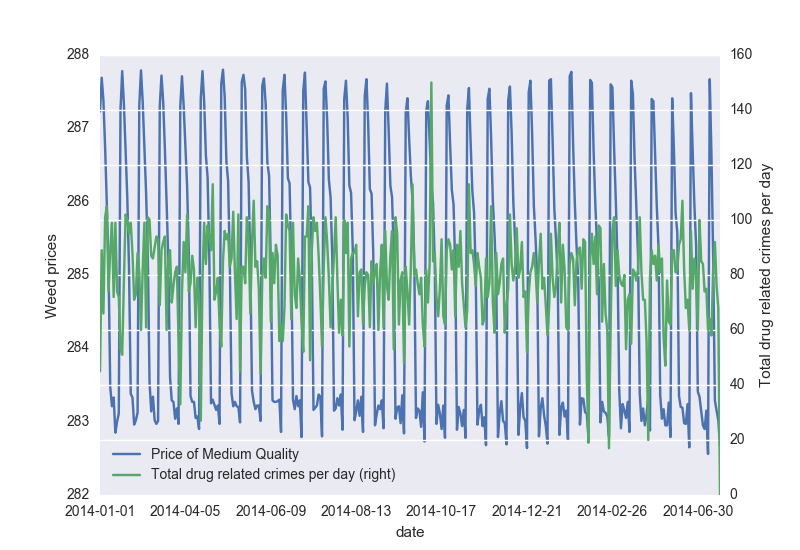 288
287
286
285
284
283
282
Weed prices
160
140
120
100
80
60
40
20
0
Total drug related crimes per day
Price of Medium Quality
Total drug related crimes per day (right)
2014-01-01 2014-04-05 2014-06-09 2014-08-13 2014-10-17 2014-12-21 2014-02-26 2014-06-30
date